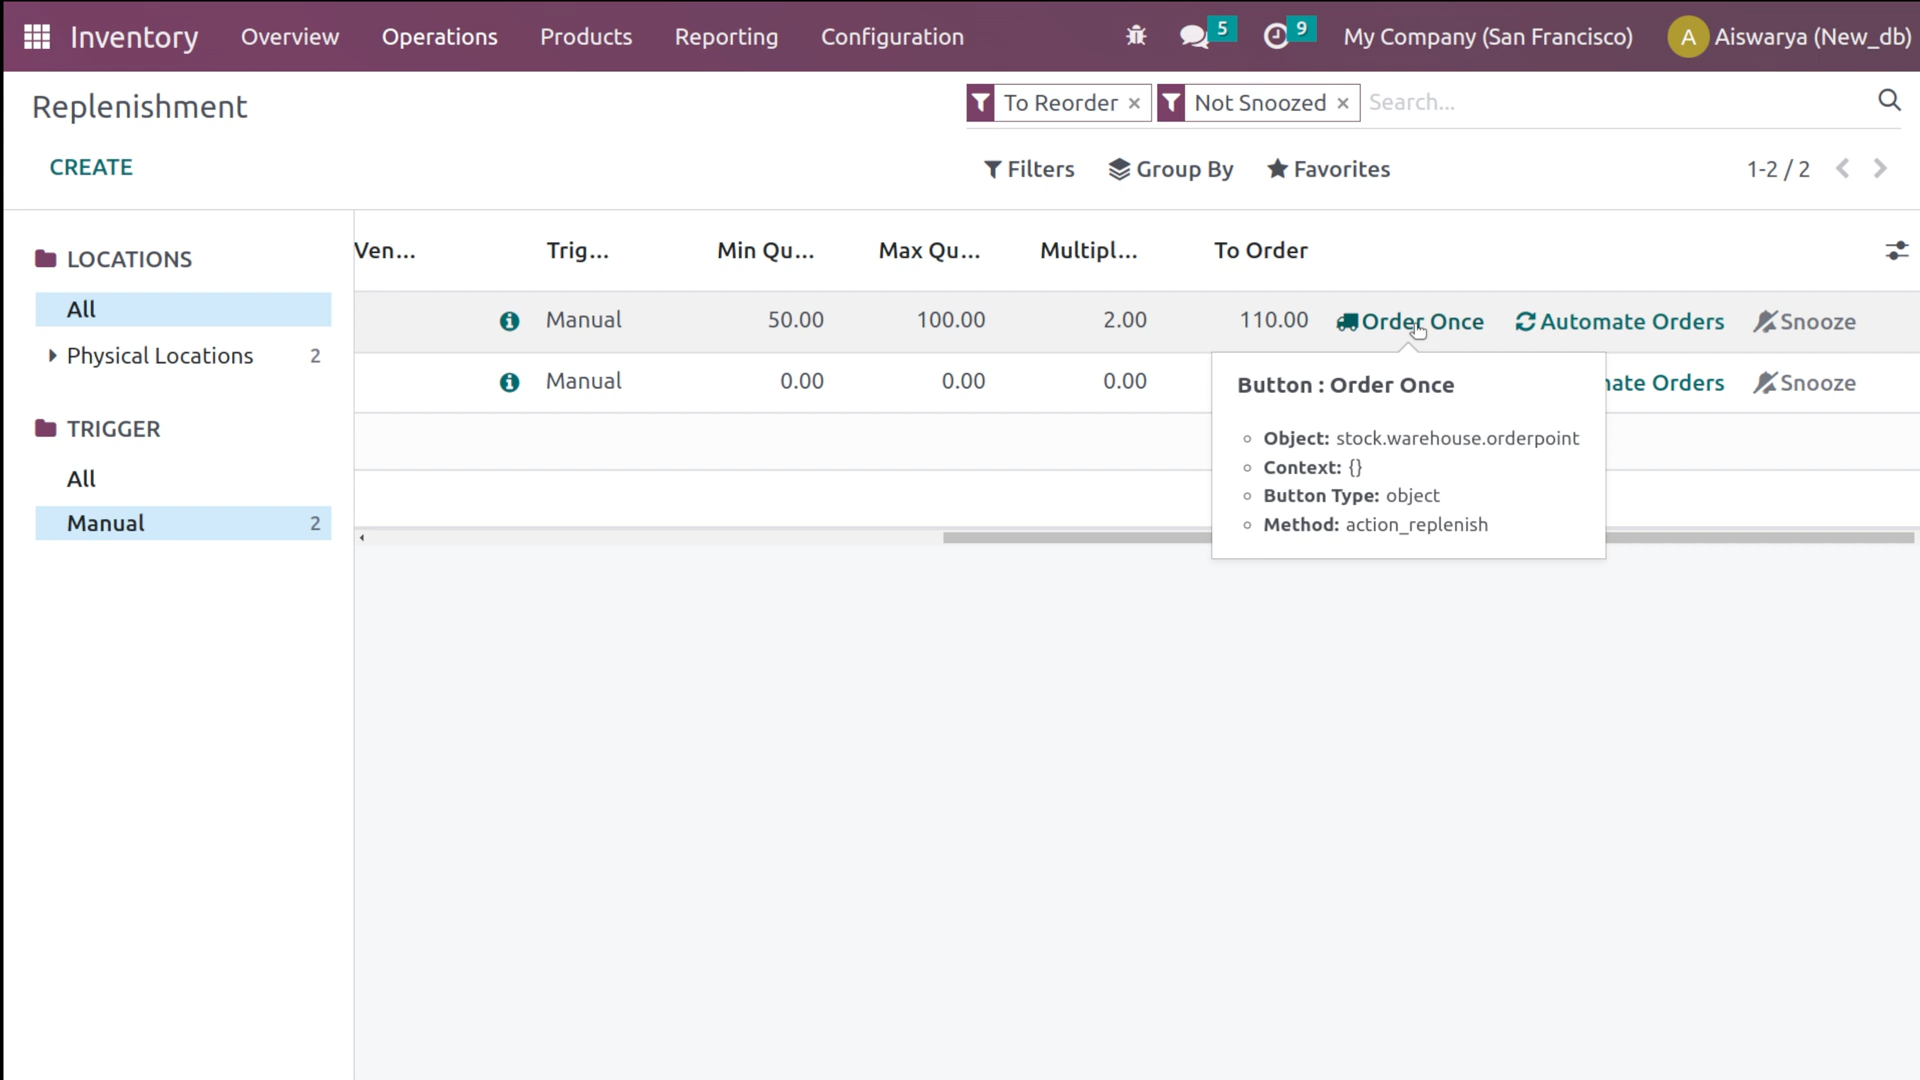 Inventory Overview Operations Products Reporting Configuration 5 9 My Company (San Francisco) A Aiswarya (New_db)
Replenishment To Reorder × Not Snoozed × Search...
CREATE Filters Group By Favorites 1-2 / 2
LOCATIONS
All
Physical Locations 2
TRIGGER
All
Manual 2
Ven... Trig... Min Qu... Max Qu... Multipl... To Order
Manual 50.00 100.00 2.00 110.00 Order Once Automate Orders Snooze
Manual 0.00 0.00 0.00 nate Orders Snooze
Button : Order Once
Object: stock.warehouse.orderpoint
Context: {}
Button Type: object
Method: action_replenish